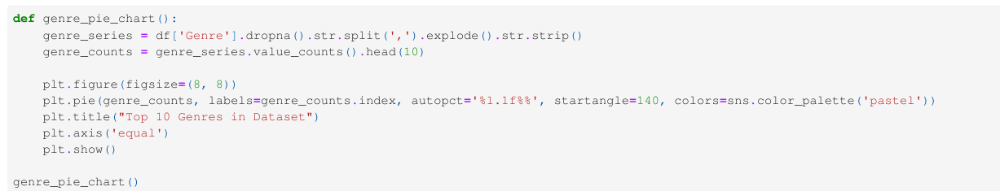 def genre_pie_chart():
    genre_series = df['Genre'].dropna().str.split(',').explode().str.strip()
    genre_counts = genre_series.value_counts().head(10)

    plt.figure(figsize=(8, 8))
    plt.pie(genre_counts, labels=genre_counts.index, autopct='%1.1f%%', startangle=140, colors=sns.color_palette('pastel'))
    plt.title("Top 10 Genres in Dataset")
    plt.axis('equal')
    plt.show()

genre_pie_chart()